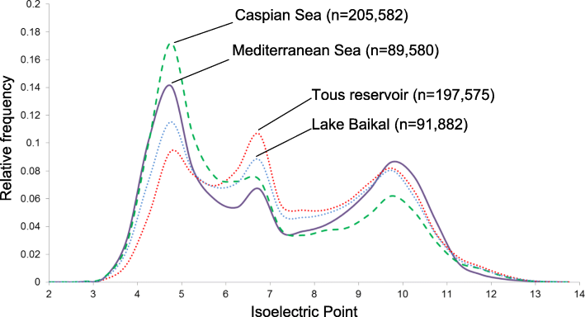 0.2
0.18
0.16
0.14
0.12
0.1
0.08
0.06
0.04
0.02
0
Relative frequency
Caspian Sea (n=205,582)
Mediterranean Sea (n=89,580)
Tous reservoir (n=197,575)
Lake Baikal (n=91,882)
2 3 4 5 6 7 8 9 10 11 12 13 14
Isoelectric Point